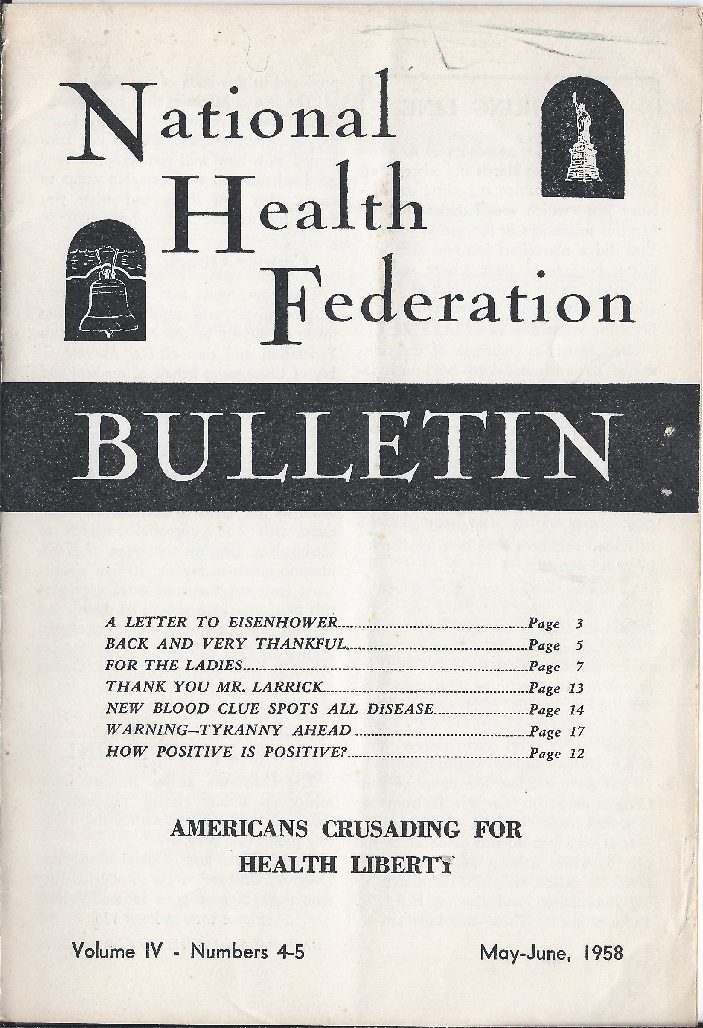 National
Health
Federation
BULLETIN
A LETTER TO EISENHOWER........Page 3
BACK AND VERY THANKFUL........Page 5
FOR THE LADIES........Page 7
THANK YOU MR. LARRICK........Page 13
NEW BLOOD CLUE SPOTS ALL DISEASE........Page 14
WARNING—TYRANNY AHEAD........Page 17
HOW POSITIVE IS POSITIVE?........Page 12
AMERICANS CRUSADING FOR
HEALTH LIBERTY
Volume IV - Numbers 4-5 May-June, 1958